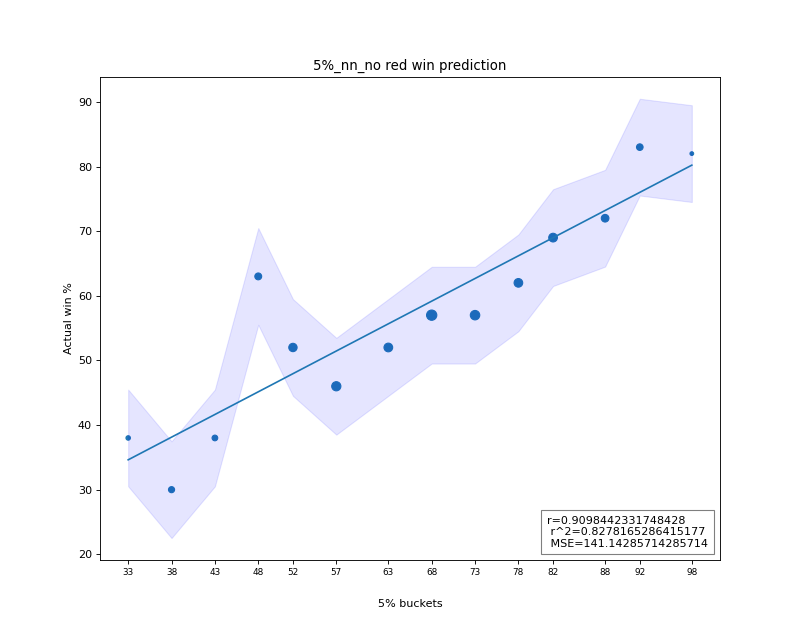 5%_nn_no red win prediction
Actual win %
90
80
70
60
50
40
30
20
r=0.9098442331748428
r^2=0.8278165286415177
MSE=141.14285714285714
33 38 43 48 52 57 63 68 73 78 82 88 92 98
5% buckets